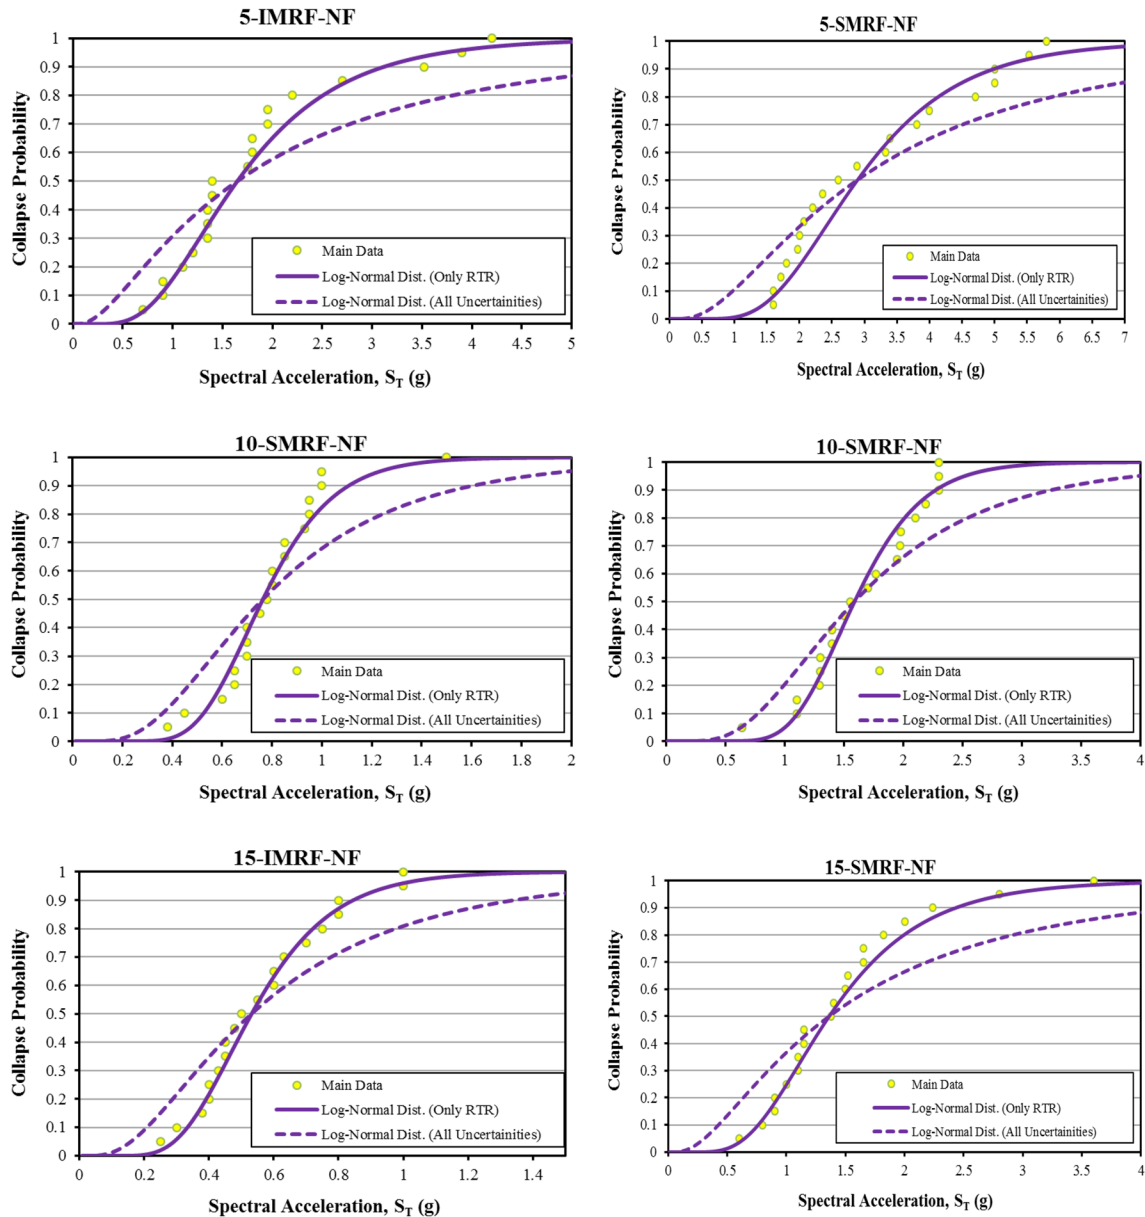 5-IMRF-NF
1
0.9
0.8
0.7
0.6
0.5
0.4
0.3
0.2
0.1
0
Collapse Probability
Main Data
Log-Normal Dist. (Only RTR)
Log-Normal Dist. (All Uncertainities)
0 0.5 1 1.5 2 2.5 3 3.5 4 4.5 5
Spectral Acceleration, S_T (g)
5-SMRF-NF
1
0.9
0.8
0.7
0.6
0.5
0.4
0.3
0.2
0.1
0
Collapse Probability
Main Data
Log-Normal Dist. (Only RTR)
Log-Normal Dist. (All Uncertainities)
0 0.5 1 1.5 2 2.5 3 3.5 4 4.5 5 5.5 6 6.5 7
Spectral Acceleration, S_T (g)
10-SMRF-NF
1
0.9
0.8
0.7
0.6
0.5
0.4
0.3
0.2
0.1
0
Collapse Probability
Main Data
Log-Normal Dist. (Only RTR)
Log-Normal Dist. (All Uncertainities)
0 0.2 0.4 0.6 0.8 1 1.2 1.4 1.6 1.8 2
Spectral Acceleration, S_T (g)
10-SMRF-NF
1
0.9
0.8
0.7
0.6
0.5
0.4
0.3
0.2
0.1
0
Collapse Probability
Main Data
Log-Normal Dist. (Only RTR)
Log-Normal Dist. (All Uncertainities)
0 0.5 1 1.5 2 2.5 3 3.5 4
Spectral Acceleration, S_T (g)
15-IMRF-NF
1
0.9
0.8
0.7
0.6
0.5
0.4
0.3
0.2
0.1
0
Collapse Probability
Main Data
Log-Normal Dist. (Only RTR)
Log-Normal Dist. (All Uncertainities)
0 0.2 0.4 0.6 0.8 1 1.2 1.4
Spectral Acceleration, S_T (g)
15-SMRF-NF
1
0.9
0.8
0.7
0.6
0.5
0.4
0.3
0.2
0.1
0
Collapse Probability
Main Data
Log-Normal Dist. (Only RTR)
Log-Normal Dist. (All Uncertainities)
0 0.5 1 1.5 2 2.5 3 3.5 4
Spectral Acceleration, S_T (g)